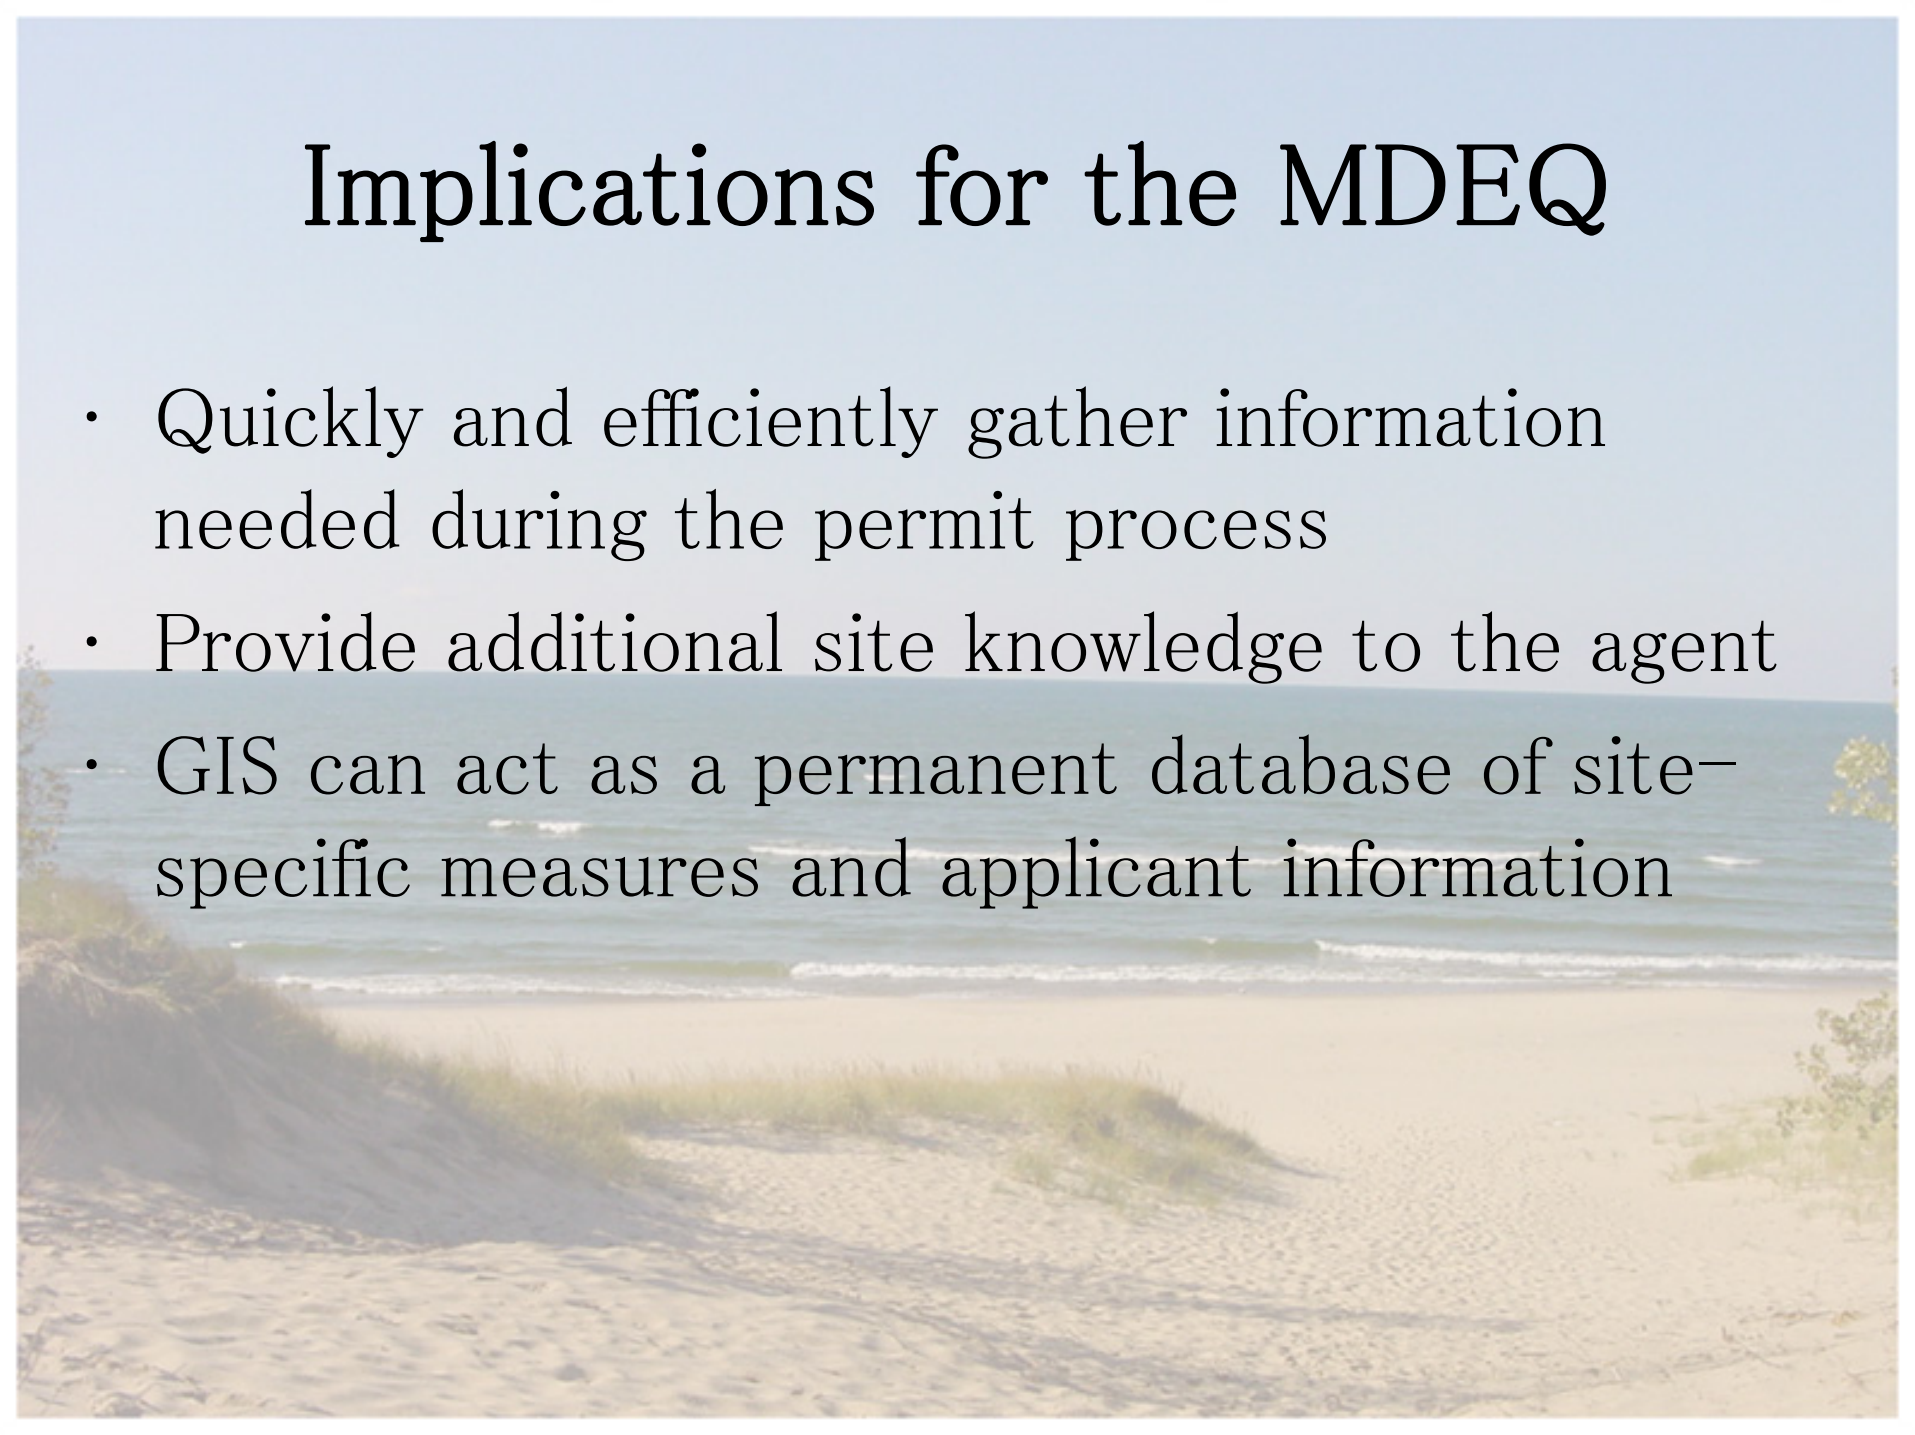 Implications for the MDEQ
• Quickly and efficiently gather information
needed during the permit process
• Provide additional site knowledge to the agent
• GIS can act as a permanent database of site-
specific measures and applicant information